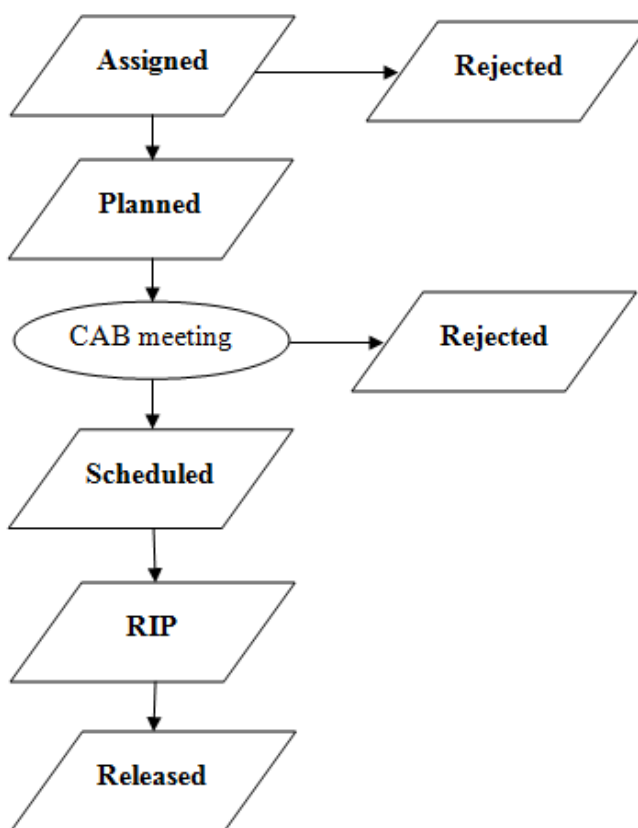 Assigned
Rejected
Planned
CAB meeting
Rejected
Scheduled
RIP
Released